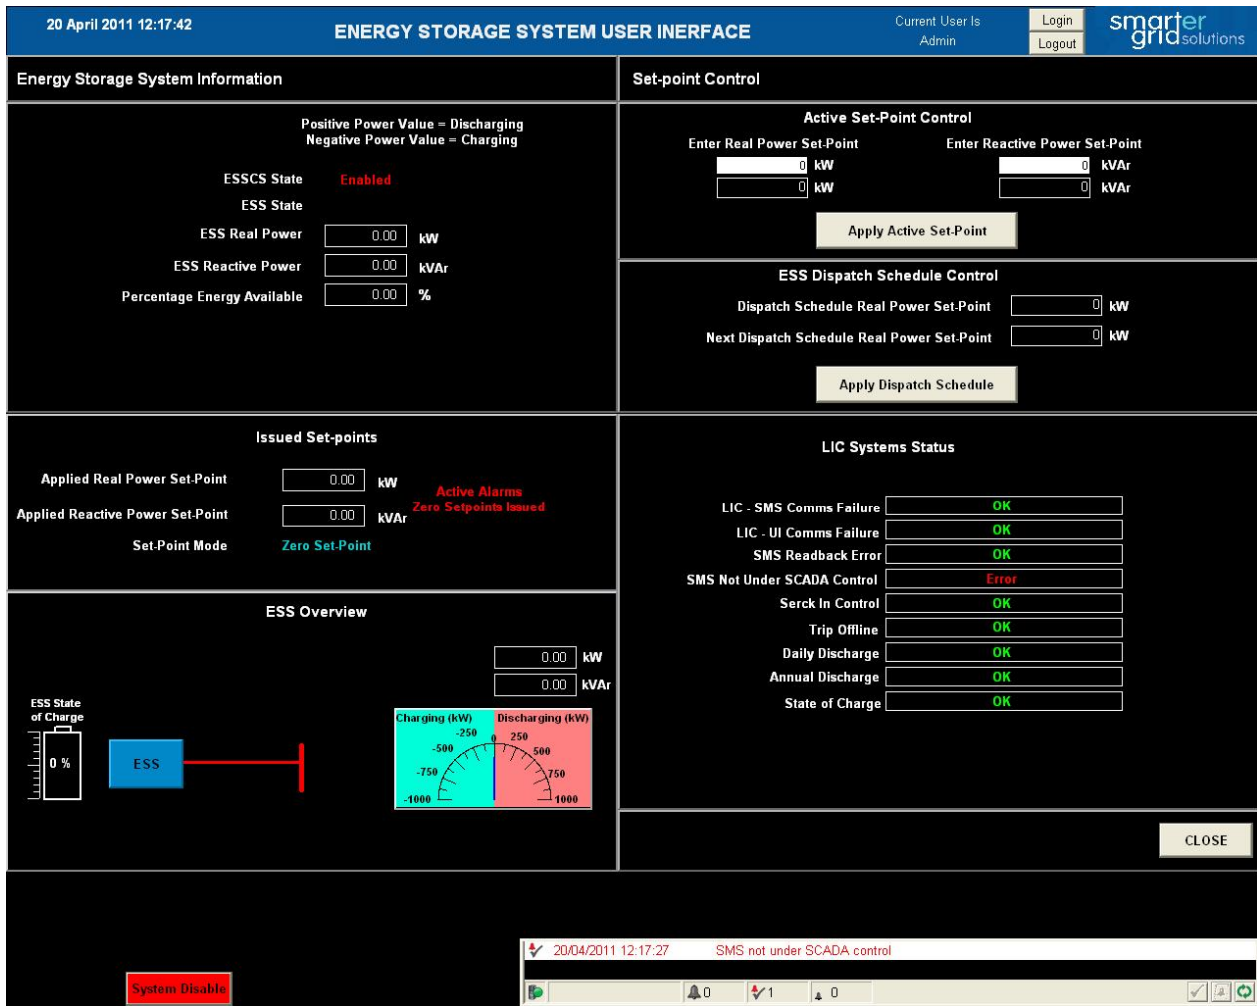 20 April 2011 12:17:42
ENERGY STORAGE SYSTEM USER INERFACE
Current User Is
Admin
Login
Logout
smarter
gridsolutions
Energy Storage System Information
Positive Power Value = Discharging
Negative Power Value = Charging
ESSCS State Enabled
ESS State
ESS Real Power 0.00 kW
ESS Reactive Power 0.00 kVAr
Percentage Energy Available 0.00 %
Set-point Control
Active Set-Point Control
Enter Real Power Set-Point Enter Reactive Power Set-Point
0 kW 0 kVAr
0 kW 0 kVAr
Apply Active Set-Point
ESS Dispatch Schedule Control
Dispatch Schedule Real Power Set-Point 0 kW
Next Dispatch Schedule Real Power Set-Point 0 kW
Apply Dispatch Schedule
Issued Set-points
Applied Real Power Set-Point 0.00 kW
Applied Reactive Power Set-Point 0.00 kVAr
Active Alarms
Zero Setpoints Issued
Set-Point Mode Zero Set-Point
LIC Systems Status
LIC - SMS Comms Failure OK
LIC - UI Comms Failure OK
SMS Readback Error OK
SMS Not Under SCADA Control Error
Serck In Control OK
Trip Offline OK
Daily Discharge OK
Annual Discharge OK
State of Charge OK
ESS Overview
0.00 kW
0.00 kVAr
ESS State
of Charge
0 %
ESS
Charging (kW) Discharging (kW)
-250 0 250
-500 500
-750 750
-1000 1000
CLOSE
System Disable
20/04/2011 12:17:27 SMS not under SCADA control
0 1 0